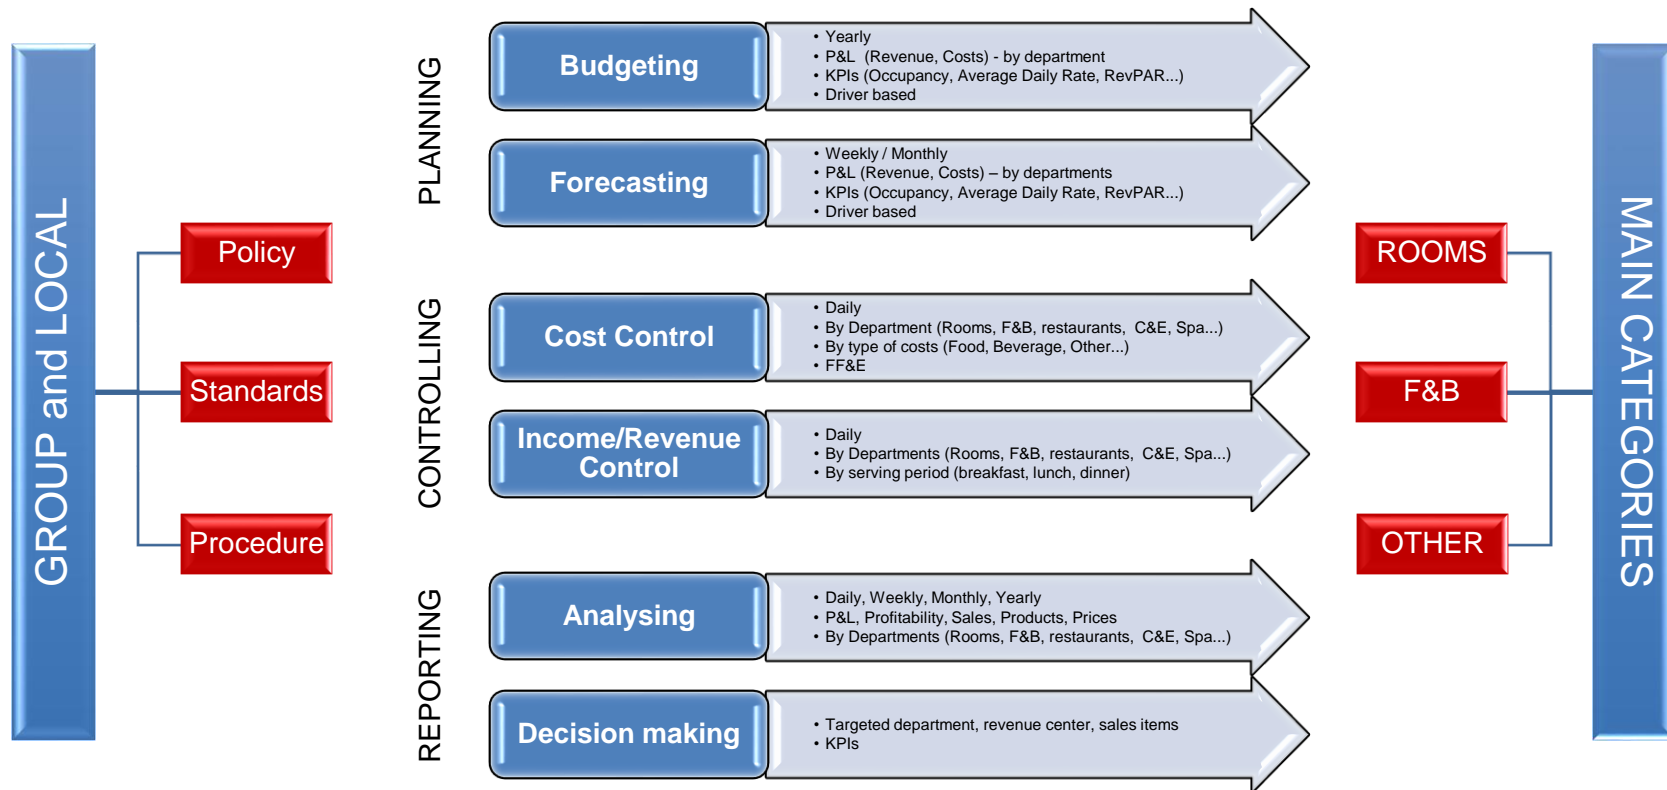 GROUP and LOCAL
Policy
Standards
Procedure
PLANNING
Budgeting
• Yearly
• P&L (Revenue, Costs) - by department
• KPIs (Occupancy, Average Daily Rate, RevPAR...)
• Driver based
Forecasting
• Weekly / Monthly
• P&L (Revenue, Costs) – by departments
• KPIs (Occupancy, Average Daily Rate, RevPAR...)
• Driver based
CONTROLLING
Cost Control
• Daily
• By Department (Rooms, F&B, restaurants, C&E, Spa...)
• By type of costs (Food, Beverage, Other...)
• FF&E
Income/Revenue
Control
• Daily
• By Departments (Rooms, F&B, restaurants, C&E, Spa...)
• By serving period (breakfast, lunch, dinner)
REPORTING
Analysing
• Daily, Weekly, Monthly, Yearly
• P&L, Profitability, Sales, Products, Prices
• By Departments (Rooms, F&B, restaurants, C&E, Spa...)
Decision making
• Targeted department, revenue center, sales items
• KPIs
ROOMS
F&B
OTHER
MAIN CATEGORIES